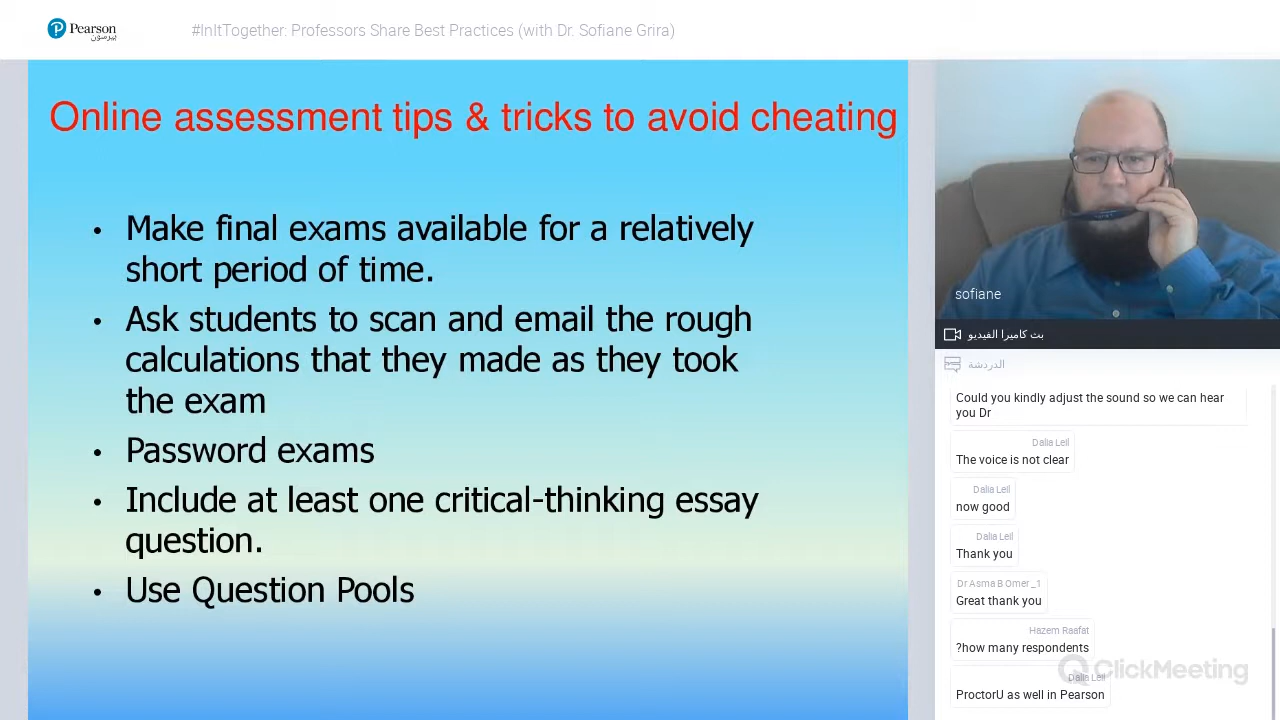 Pearson
بيرسون
#InItTogether: Professors Share Best Practices (with Dr. Sofiane Grira)
Online assessment tips & tricks to avoid cheating
• Make final exams available for a relatively
short period of time.
• Ask students to scan and email the rough
calculations that they made as they took
the exam
• Password exams
• Include at least one critical-thinking essay
question.
• Use Question Pools
sofiane
بث كاميرا الفيديو
الدردشة
Could you kindly adjust the sound so we can hear
you Dr
Dalia Leil
The voice is not clear
Dalia Leil
now good
Dalia Leil
Thank you
Dr Asma B.Omer_1
Great thank you
Hazem Raafat
?how many respondents
Dalia Leil
ProctorU as well in Pearson
ClickMeeting